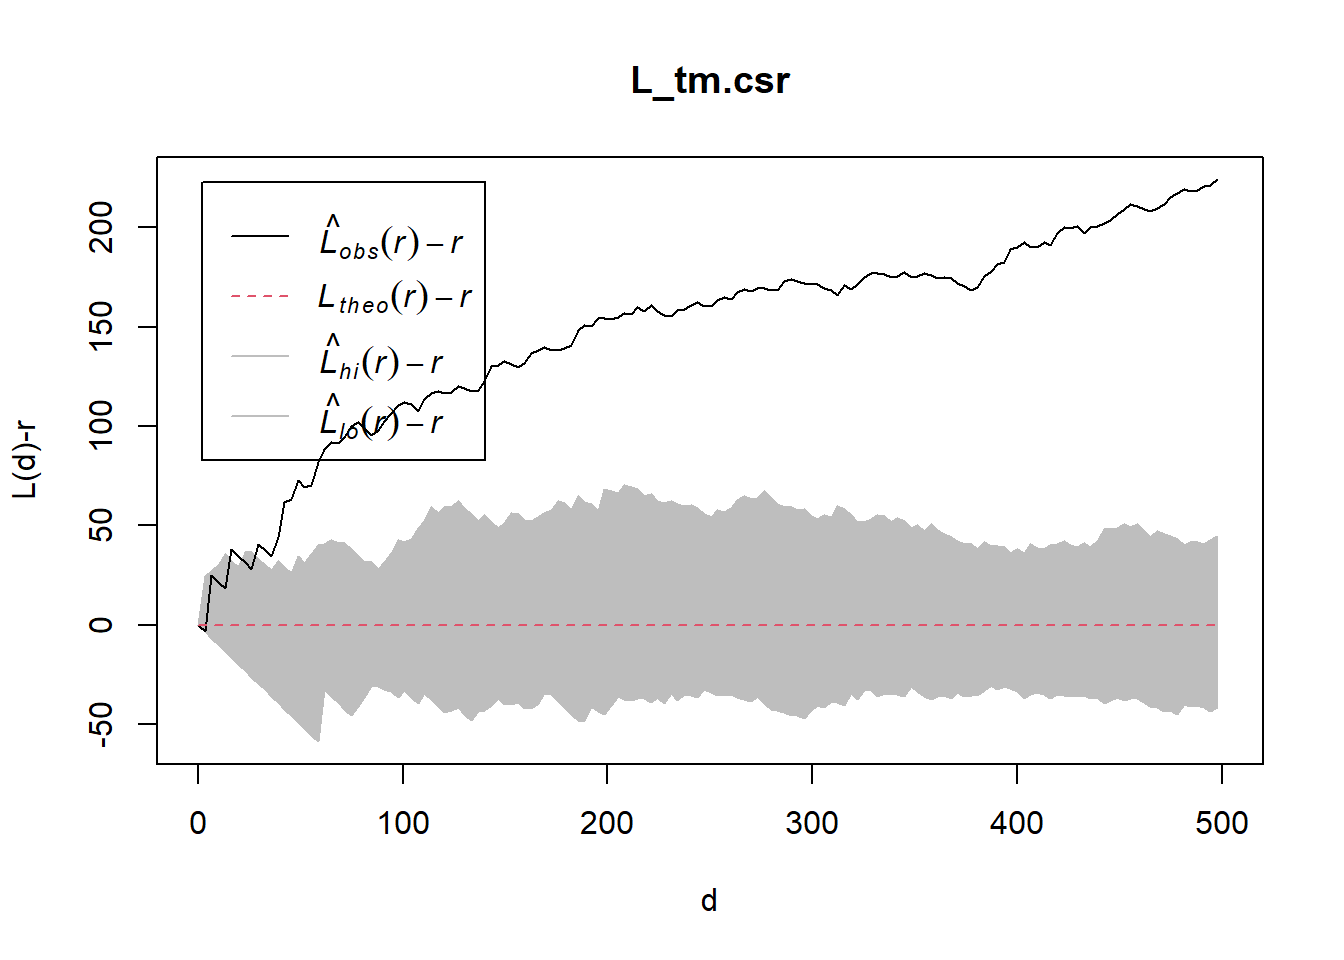 L_tm.csr
L̂obs(r) − r
Ltheo(r) − r
L̂hi(r) − r
L̂lo(r) − r
L(d)-r
200
150
100
50
0
-50
0 100 200 300 400 500
d